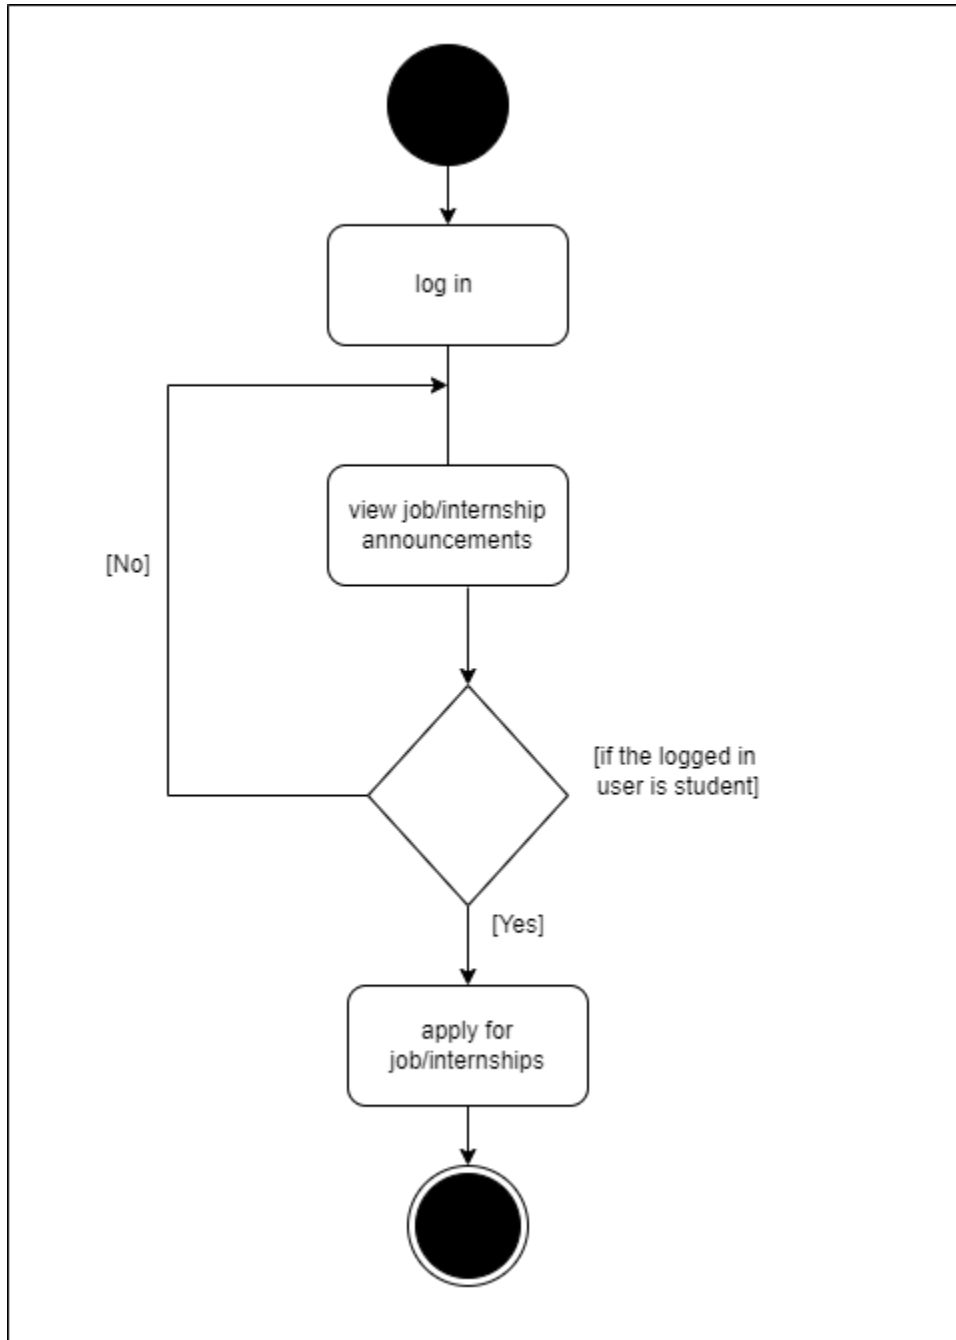 log in
view job/internship
announcements
[No]
[if the logged in
user is student]
[Yes]
apply for
job/internships